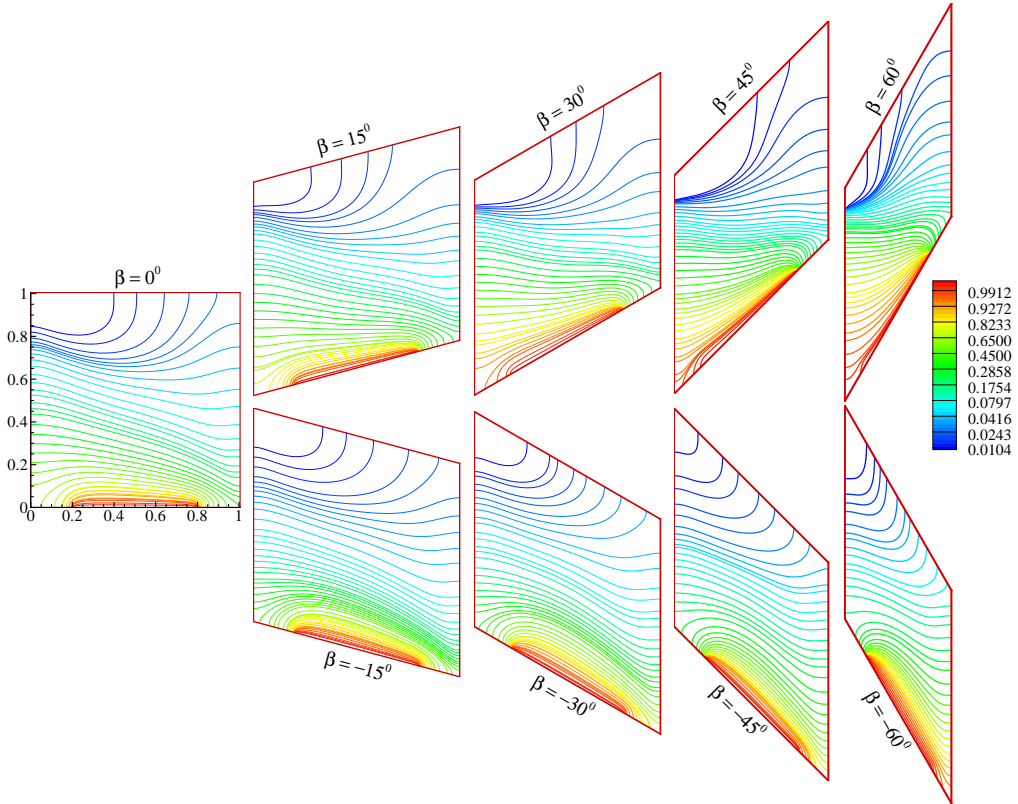 β = 15⁰
β = 30⁰
β = 45⁰
β = 60⁰
β = 0⁰
1
0.8
0.6
0.4
0.2
0
0 0.2 0.4 0.6 0.8 1
0.9912
0.9272
0.8233
0.6500
0.4500
0.2858
0.1754
0.0797
0.0416
0.0243
0.0104
β = −15⁰
β = −30⁰
β = −45⁰
β = −60⁰